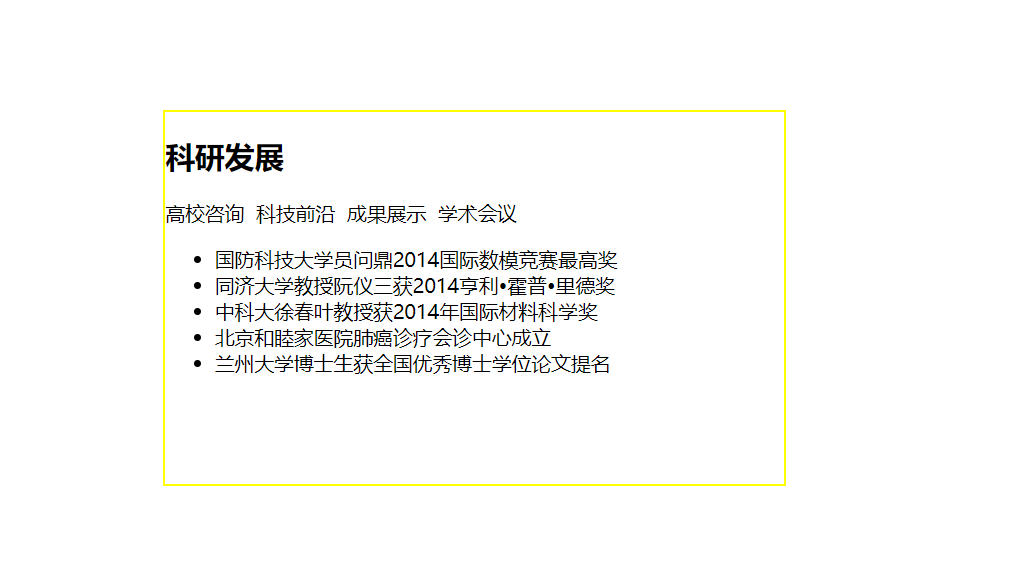 科研发展
高校咨询 科技前沿 成果展示 学术会议
• 国防科技大学员问鼎2014国际数模竞赛最高奖
• 同济大学教授阮仪三获2014亨利•霍普•里德奖
• 中科大徐春叶教授获2014年国际材料科学奖
• 北京和睦家医院肺癌诊疗会诊中心成立
• 兰州大学博士生获全国优秀博士学位论文提名